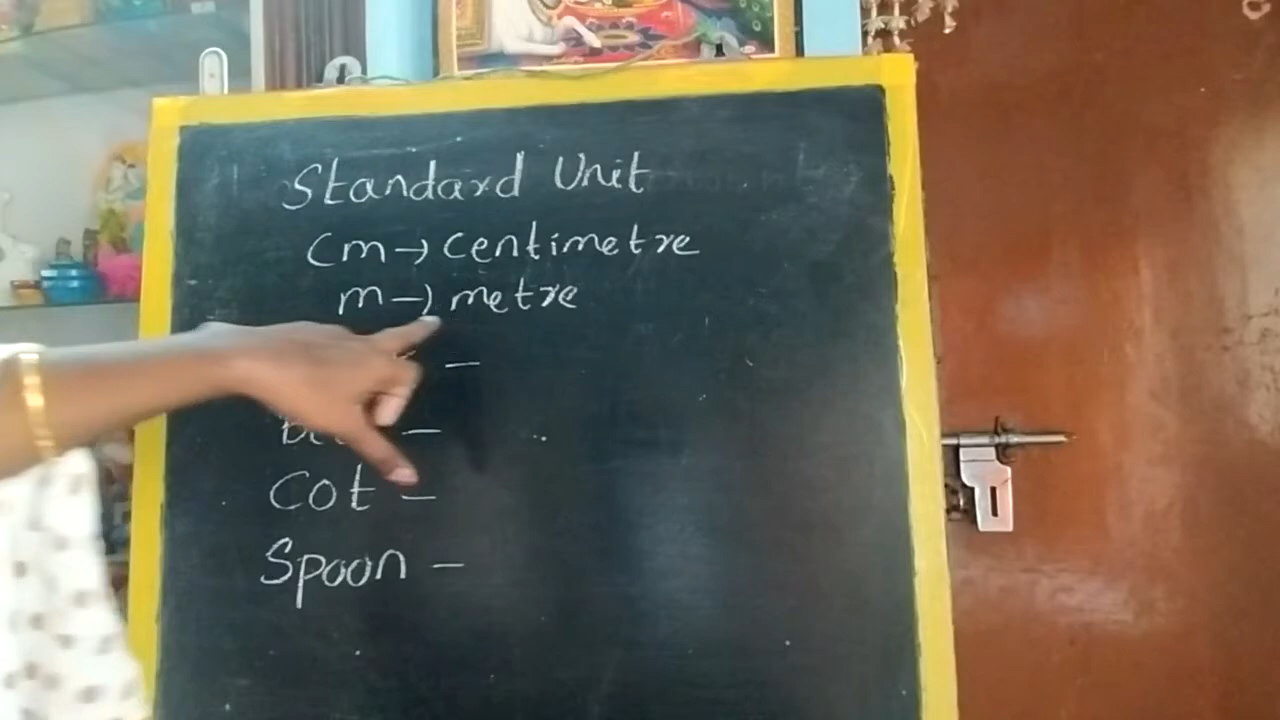 Standard Unit
Cm → Centimetre
m → metre
–
–
Cot –
Spoon –